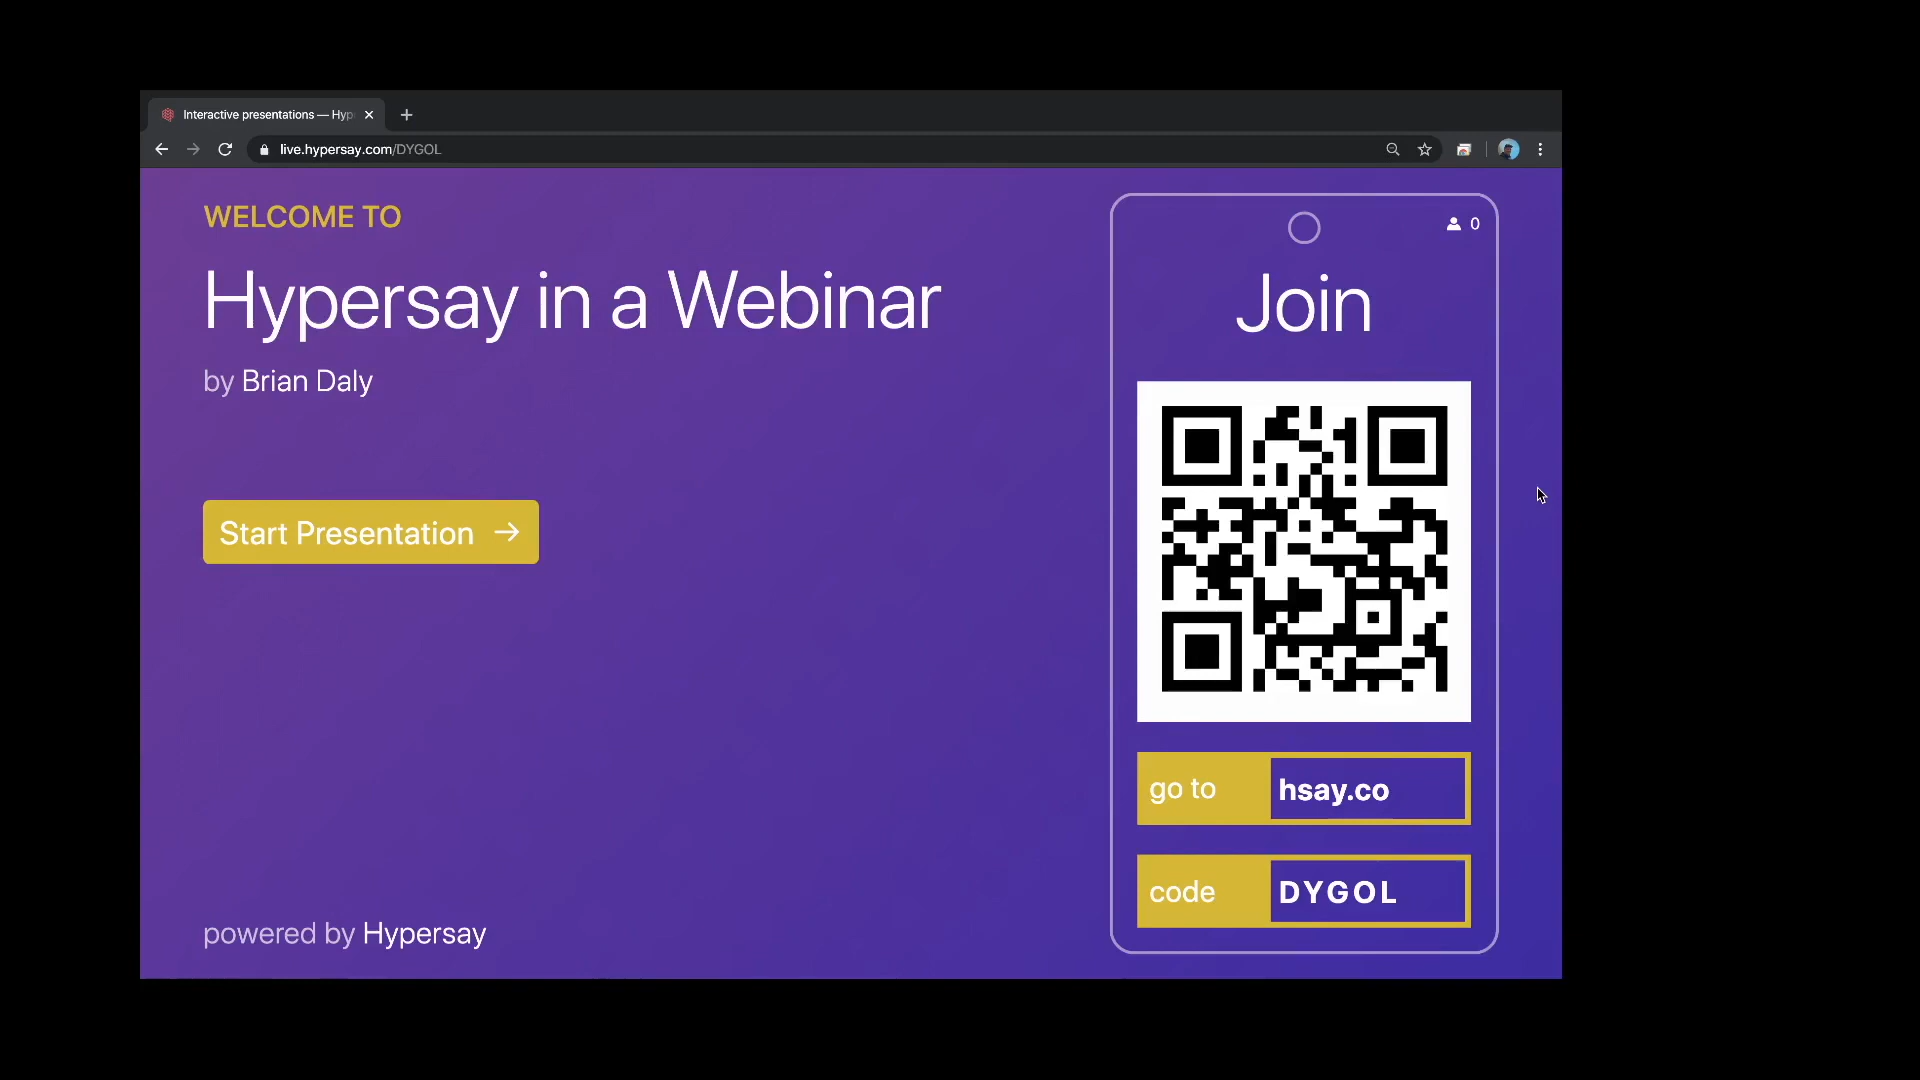 Interactive presentations — Hyp
live.hypersay.com/DYGOL
WELCOME TO
Hypersay in a Webinar
by Brian Daly
Start Presentation →
powered by Hypersay
0
Join
go to hsay.co
code DYGOL